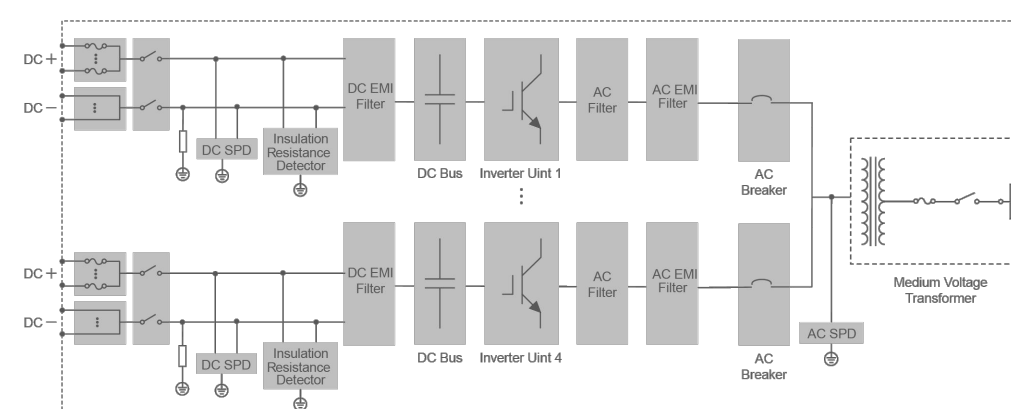 DC +
DC −
DC SPD
Insulation
Resistance
Detector
DC EMI
Filter
DC Bus
Inverter Uint 1
AC
Filter
AC EMI
Filter
AC
Breaker
Medium Voltage
Transformer
DC +
DC −
DC SPD
Insulation
Resistance
Detector
DC EMI
Filter
DC Bus
Inverter Uint 4
AC
Filter
AC EMI
Filter
AC
Breaker
AC SPD